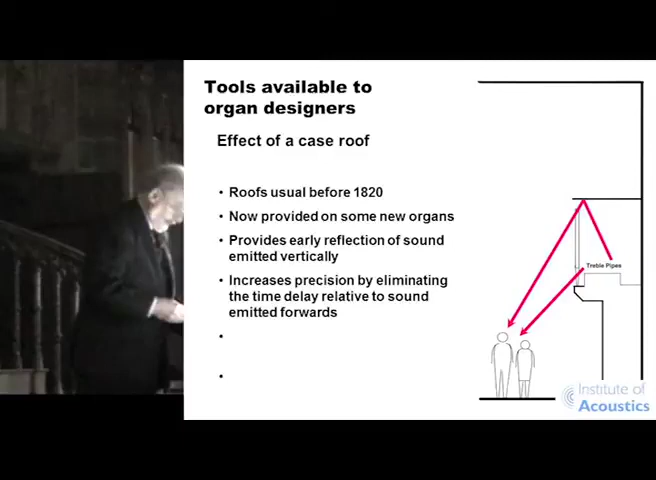 Tools available to
organ designers
Effect of a case roof
• Roofs usual before 1820
• Now provided on some new organs
• Provides early reflection of sound
emitted vertically
• Increases precision by eliminating
the time delay relative to sound
emitted forwards
•
•
Treble Pipes
Institute of
Acoustics